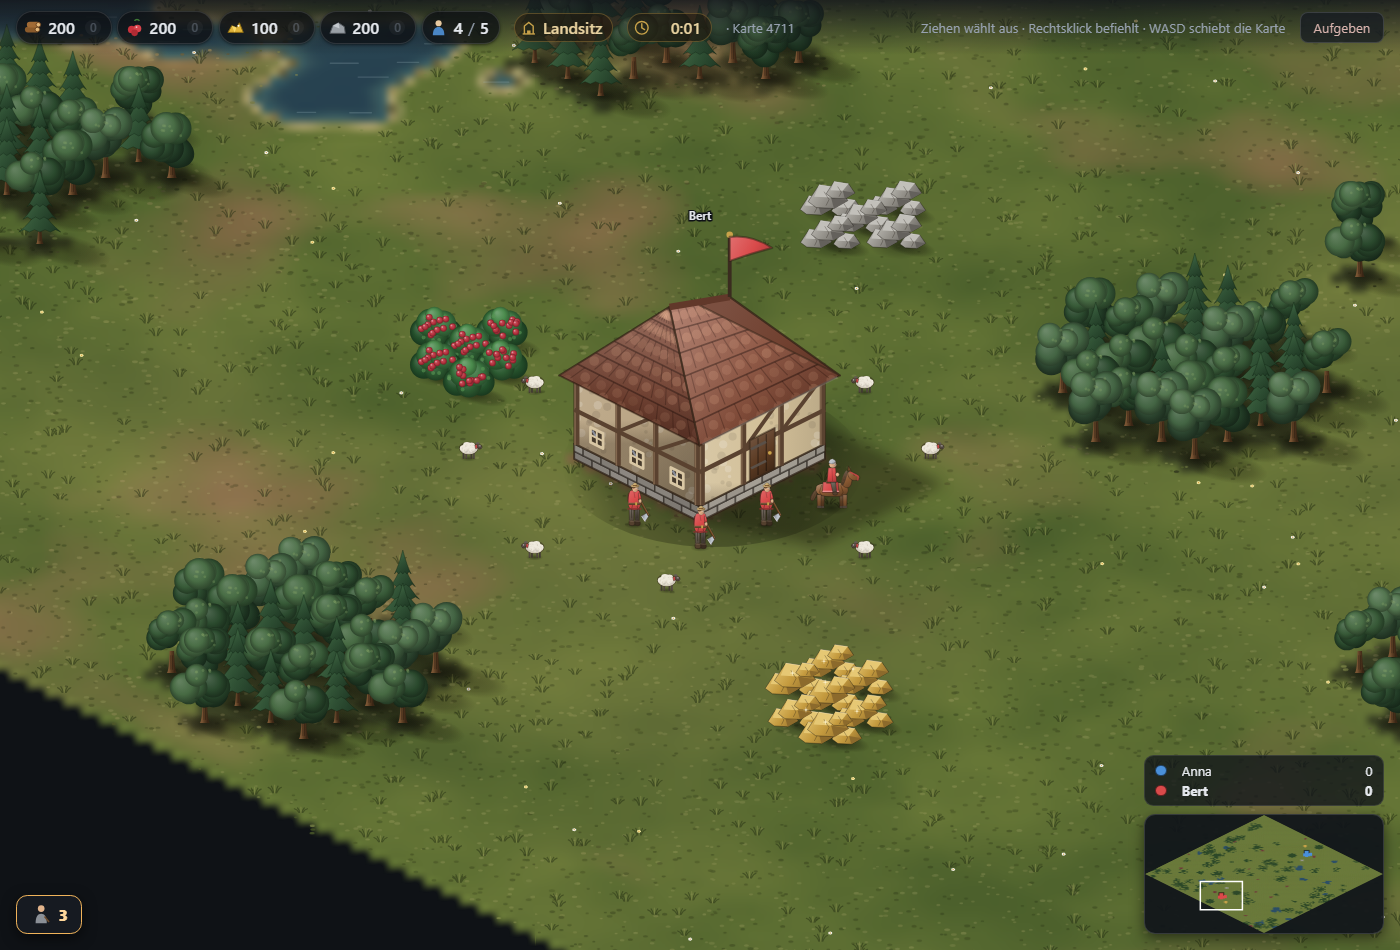 200 0 200 0 100 0 200 0 4 / 5 Landsitz 0:01 · Karte 4711 Ziehen wählt aus · Rechtsklick befiehlt · WASD schiebt die Karte Aufgeben
Bert
Anna 0
Bert 0
3